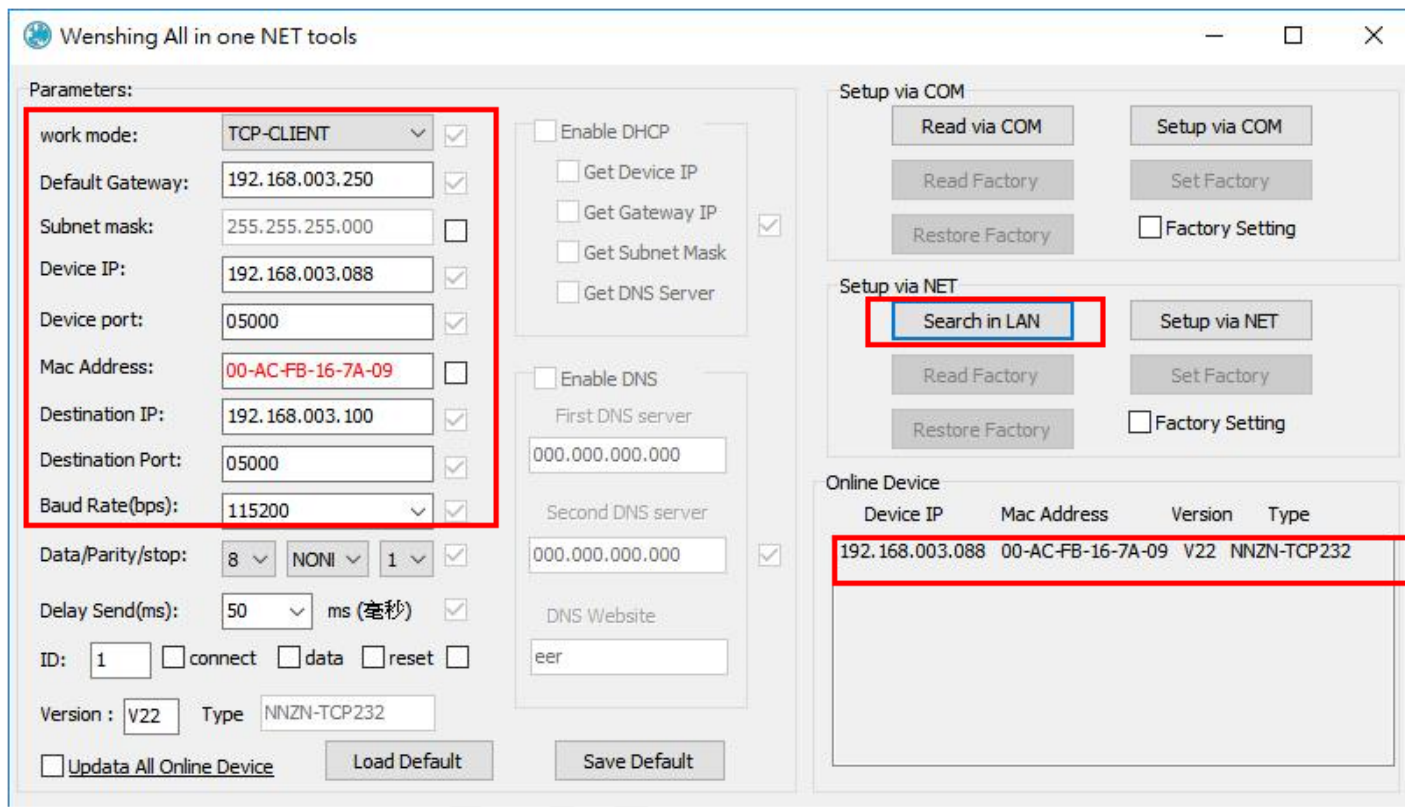 Wenshing All in one NET tools
Parameters:
work mode: TCP-CLIENT
Default Gateway: 192.168.003.250
Subnet mask: 255.255.255.000
Device IP: 192.168.003.088
Device port: 05000
Mac Address: 00-AC-FB-16-7A-09
Destination IP: 192.168.003.100
Destination Port: 05000
Baud Rate(bps): 115200
Data/Parity/stop: 8 NONI 1
Delay Send(ms): 50 ms (毫秒)
ID: 1 connect data reset
Version : V22 Type NNZN-TCP232
Updata All Online Device Load Default Save Default
Enable DHCP
Get Device IP
Get Gateway IP
Get Subnet Mask
Get DNS Server
Enable DNS
First DNS server
000.000.000.000
Second DNS server
000.000.000.000
DNS Website
eer
Setup via COM
Read via COM Setup via COM
Read Factory Set Factory
Restore Factory Factory Setting
Setup via NET
Search in LAN Setup via NET
Read Factory Set Factory
Restore Factory Factory Setting
Online Device
Device IP Mac Address Version Type
192.168.003.088 00-AC-FB-16-7A-09 V22 NNZN-TCP232